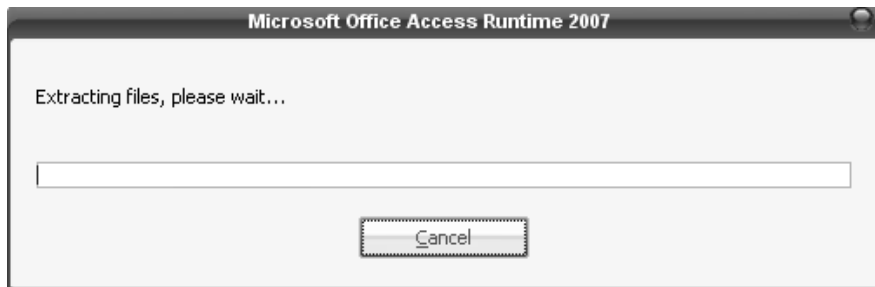 Microsoft Office Access Runtime 2007
Extracting files, please wait...
Cancel